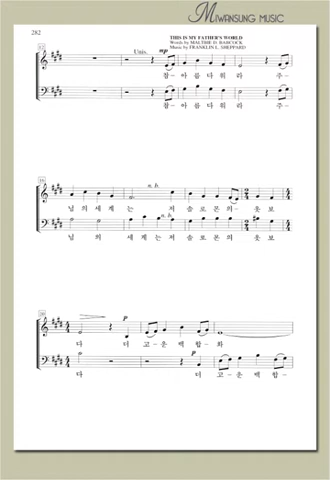 MIWANSUNG MUSIC
282
THIS IS MY FATHER'S WORLD
Words by MALTBIE D. BABCOCK
Music by FRANKLIN L. SHEPPARD
Unis.
mp
참-아름다워라 주-
참-아름다워라 주-
n. b.
님의세계는 저솔로몬의-옷보
n. b.
님의 세계는저솔로몬의 옷보
p
다 더고-운백합-화
p
다 더고-운백합-